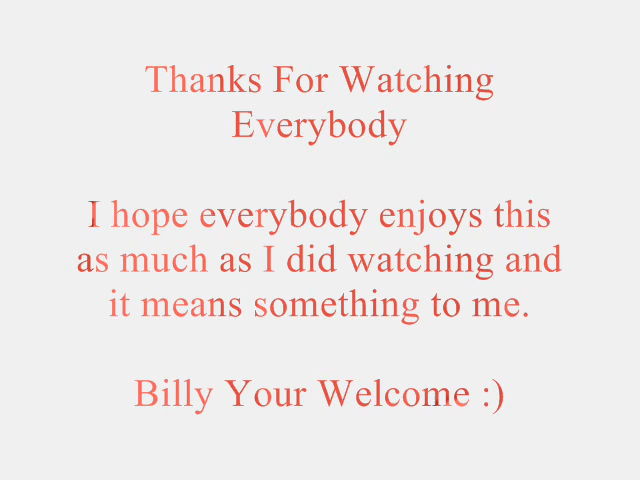 Thanks For Watching
Everybody
I hope everybody enjoys this
as much as I did watching and
it means something to me.
Billy Your Welcome :)